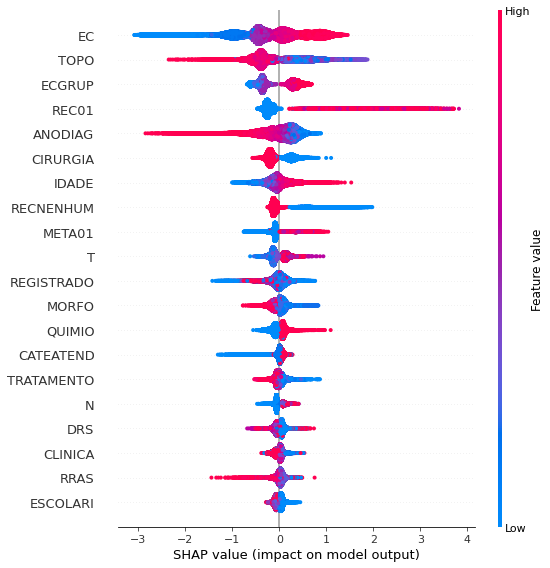 High
EC
TOPO
ECGRUP
REC01
ANODIAG
CIRURGIA
IDADE
RECNENHUM
META01
T
REGISTRADO
MORFO
QUIMIO
CATEATEND
TRATAMENTO
N
DRS
CLINICA
RRAS
ESCOLARI
Feature value
Low
−3 −2 −1 0 1 2 3 4
SHAP value (impact on model output)